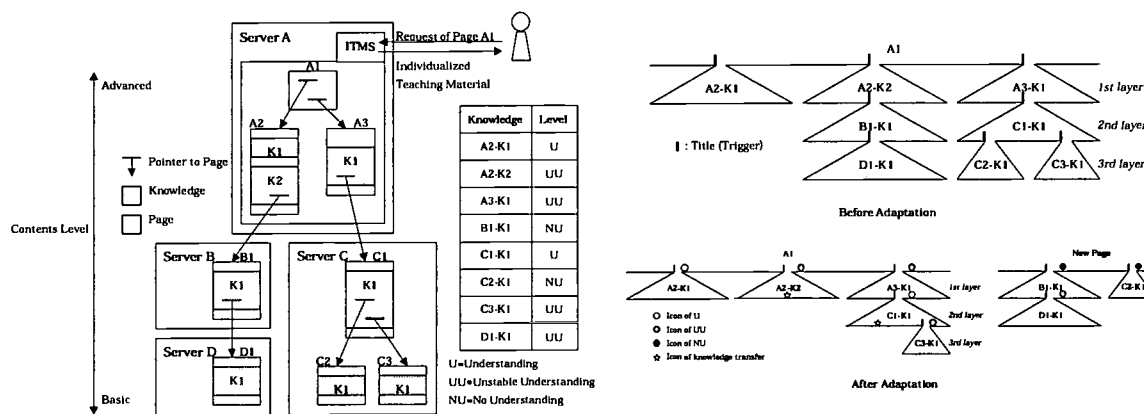 Server A
ITMS
Request of Page A1
Individualized
Teaching Material
Advanced
A1
A2
A3
K1
K2
K1
Pointer to Page
Knowledge
Page
Contents Level
Server B
B1
K1
Server C
C1
K1
Server D
D1
K1
C2
K1
C3
K1
Basic
Knowledge Level
A2-K1 U
A2-K2 UU
A3-K1 UU
B1-K1 NU
C1-K1 U
C2-K1 NU
C3-K1 UU
D1-K1 UU
U=Understanding
UU=Unstable Understanding
NU=No Understanding
A1
A2-K1 A2-K2 A3-K1 1st layer
B1-K1 C1-K1 2nd layer
D1-K1 C2-K1 C3-K1 3rd layer
: Title (Trigger)
Before Adaptation
A1 New Page
A2-K1 A2-K2 A3-K1 1st layer B1-K1 C2-K1
C1-K1 2nd layer D1-K1
C3-K1 3rd layer
Icon of U
Icon of UU
Icon of NU
Icon of knowledge transfer
After Adaptation